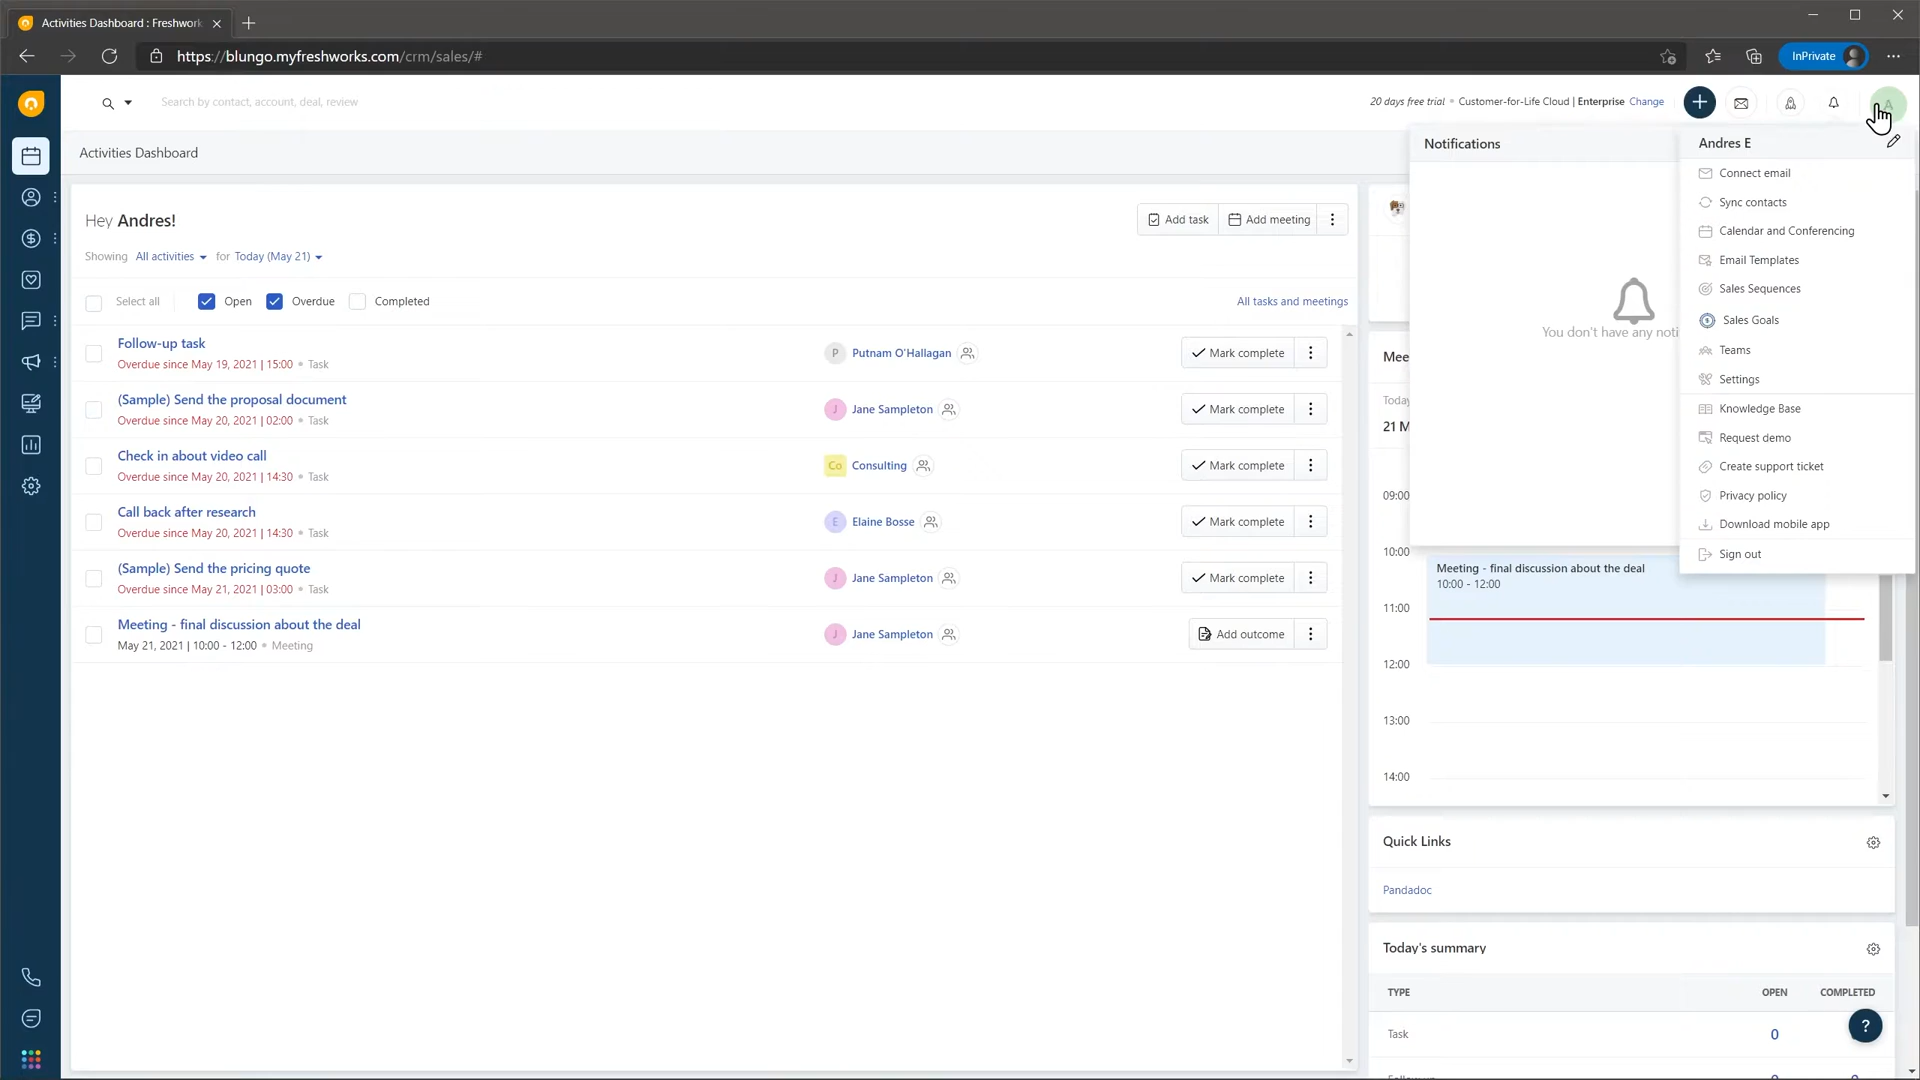 Activities Dashboard : Freshwork
https://blungo.myfreshworks.com/crm/sales/#
InPrivate
Search by contact, account, deal, review
20 days free trial • Customer-for-Life Cloud | Enterprise Change
A
Activities Dashboard
Notifications
Andres E
Connect email
Sync contacts
Calendar and Conferencing
Email Templates
Sales Sequences
Sales Goals
Teams
Settings
Knowledge Base
Request demo
Create support ticket
Privacy policy
Download mobile app
Sign out
You don't have any noti
Hey Andres!
Add task
Add meeting
Showing All activities for Today (May 21)
Select all
Open
Overdue
Completed
All tasks and meetings
Follow-up task
Overdue since May 19, 2021 | 15:00 • Task
P Putnam O'Hallagan
Mark complete
(Sample) Send the proposal document
Overdue since May 20, 2021 | 02:00 • Task
J Jane Sampleton
Mark complete
Check in about video call
Overdue since May 20, 2021 | 14:30 • Task
Co Consulting
Mark complete
Call back after research
Overdue since May 20, 2021 | 14:30 • Task
E Elaine Bosse
Mark complete
(Sample) Send the pricing quote
Overdue since May 21, 2021 | 03:00 • Task
J Jane Sampleton
Mark complete
Meeting - final discussion about the deal
May 21, 2021 | 10:00 - 12:00 • Meeting
J Jane Sampleton
Add outcome
Mee
Today
21 M
09:00
10:00
Meeting - final discussion about the deal
10:00 - 12:00
11:00
12:00
13:00
14:00
Quick Links
Pandadoc
Today's summary
TYPE OPEN COMPLETED
Task 0
?